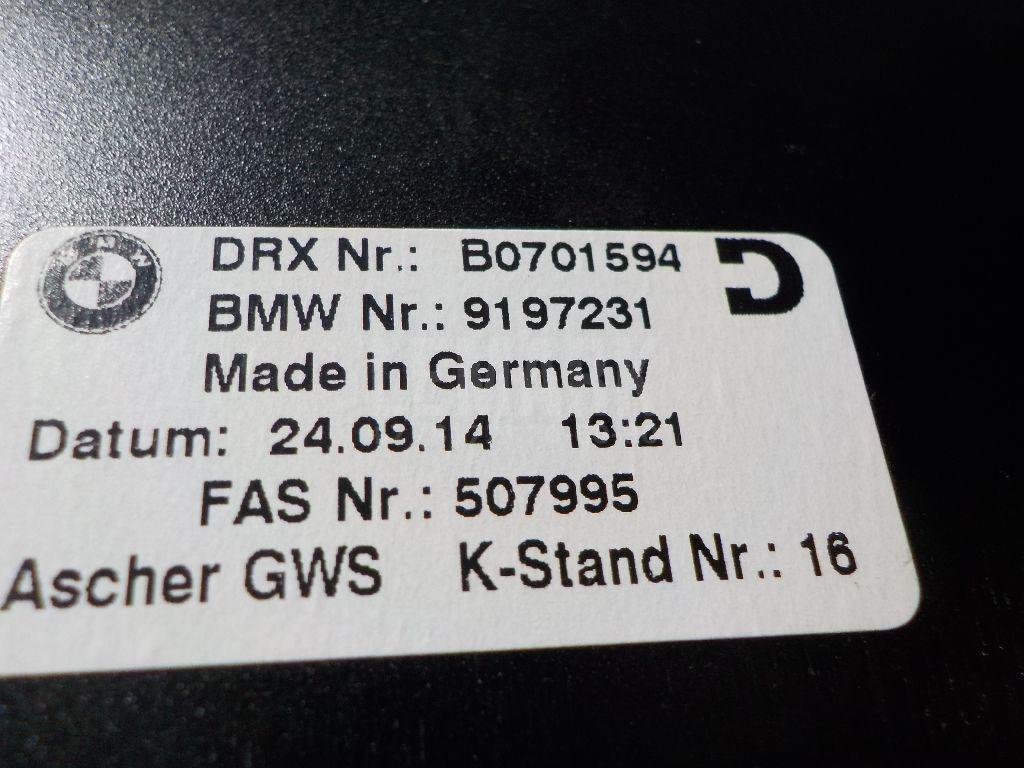 DRX Nr.: B0701594
BMW Nr.: 9197231
Made in Germany
Datum: 24.09.14 13:21
FAS Nr.: 507995
Ascher GWS K-Stand Nr.: 16